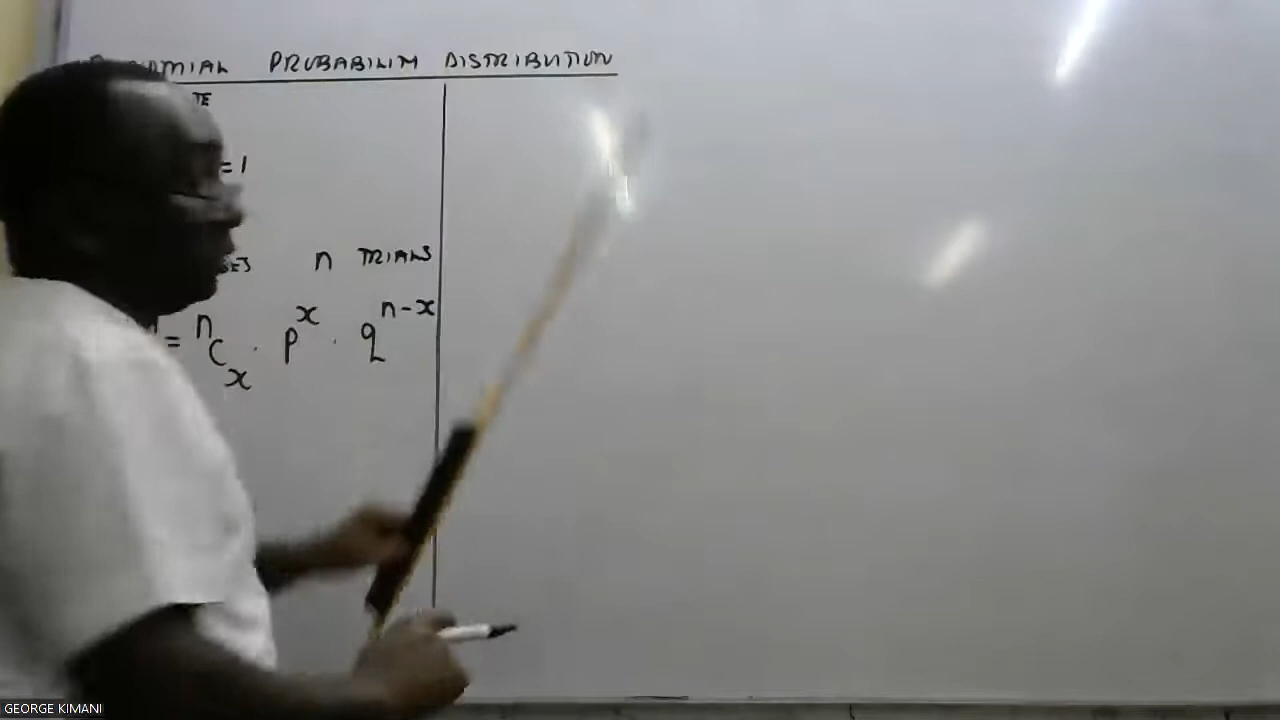 PROBABILITY DISTRIBUTION
= 1
n TRIALS
= nCx . p^x . q^n-x
GEORGE KIMANI